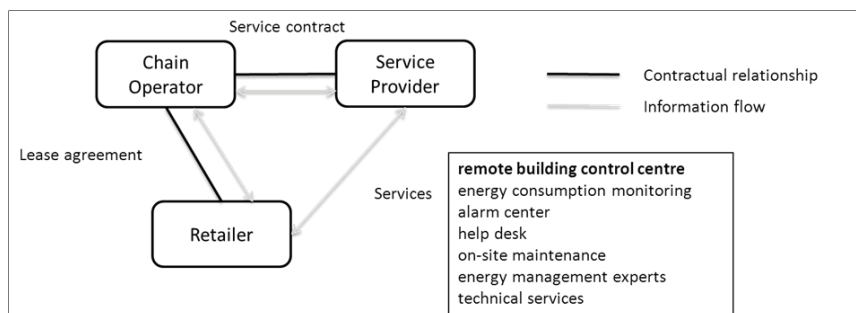 Service contract
Chain
Operator
Service
Provider
Contractual relationship
Information flow
Lease agreement
Retailer
Services
remote building control centre
energy consumption monitoring
alarm center
help desk
on-site maintenance
energy management experts
technical services